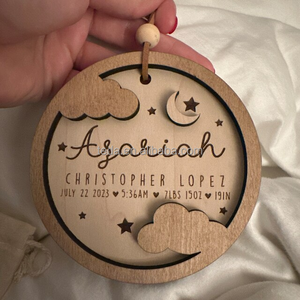 Azariah
CHRISTOPHER LOPEZ
JULY 22 2023 ♥ 5:36AM ♥ 7LBS 15OZ ♥ 19IN